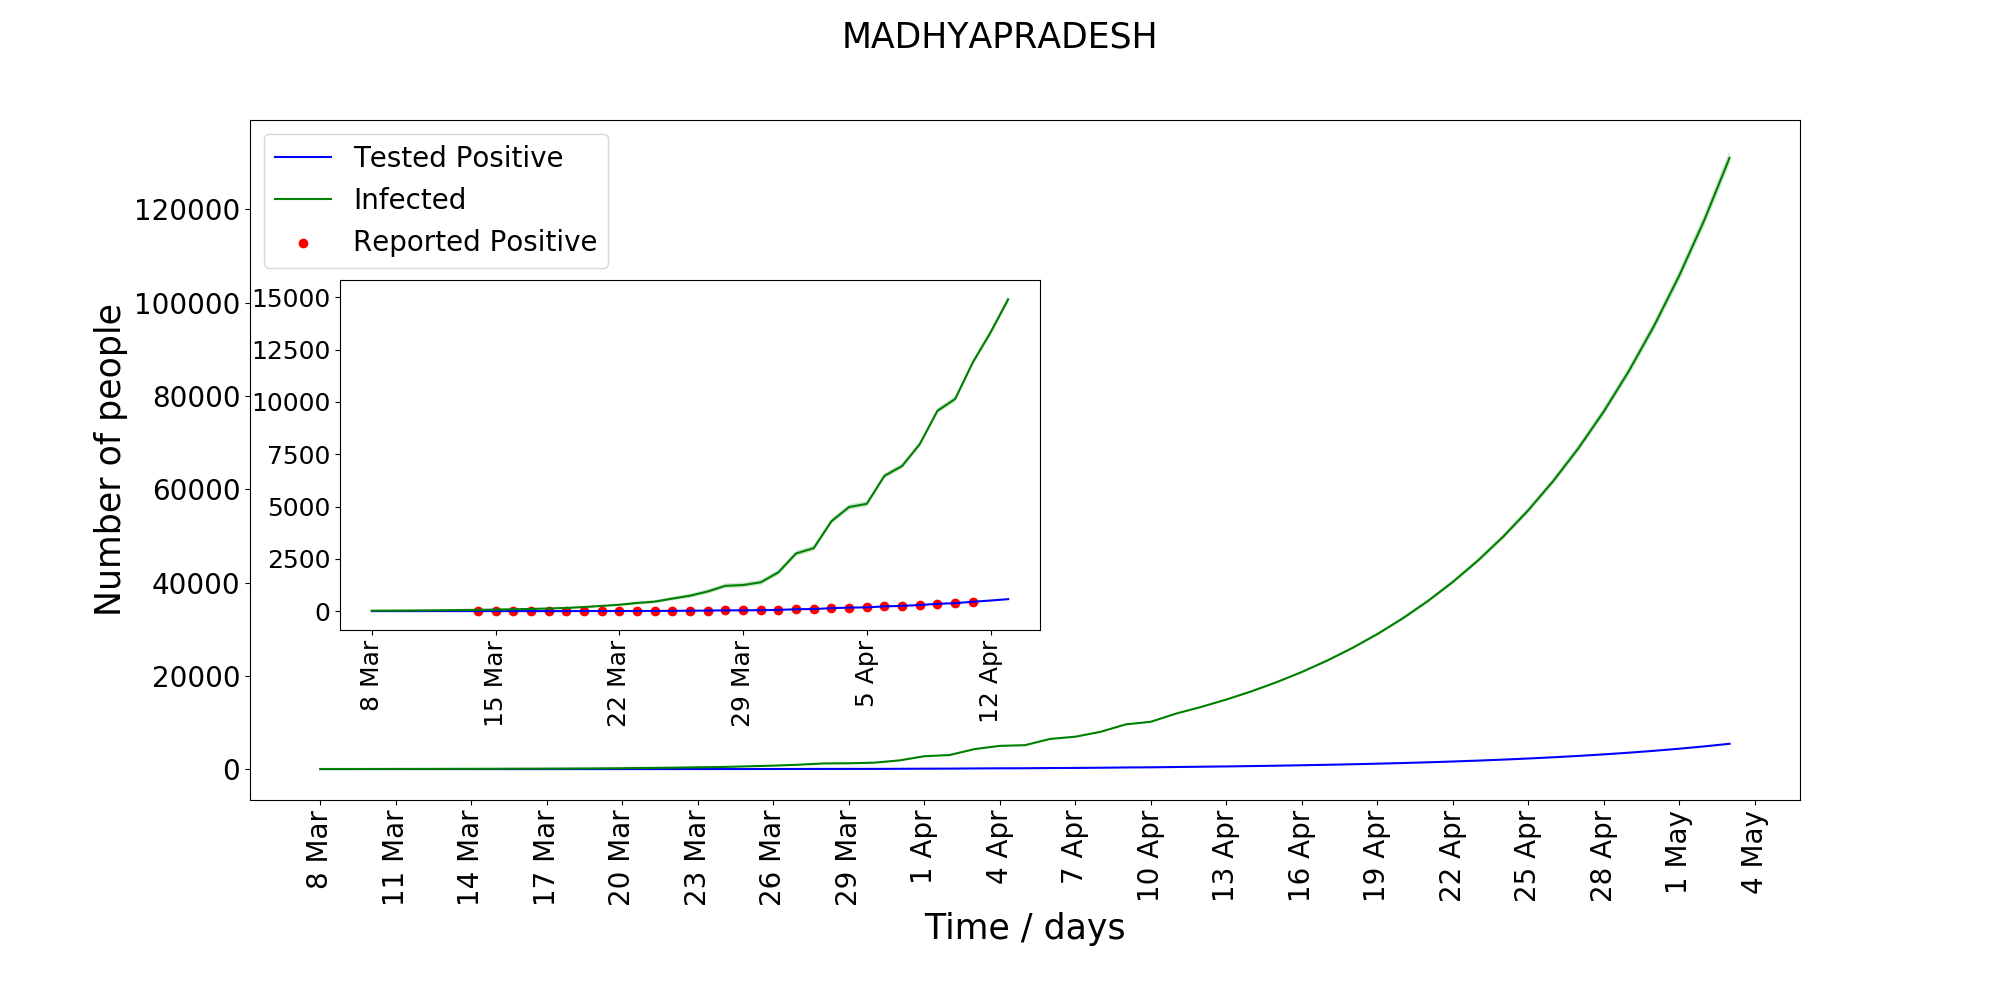 MADHYAPRADESH
Tested Positive
Infected
Reported Positive
Number of people
120000
100000
80000
60000
40000
20000
0
15000
12500
10000
7500
5000
2500
0
8 Mar
15 Mar
22 Mar
29 Mar
5 Apr
12 Apr
8 Mar
11 Mar
14 Mar
17 Mar
20 Mar
23 Mar
26 Mar
29 Mar
1 Apr
4 Apr
7 Apr
10 Apr
13 Apr
16 Apr
19 Apr
22 Apr
25 Apr
28 Apr
1 May
4 May
Time / days